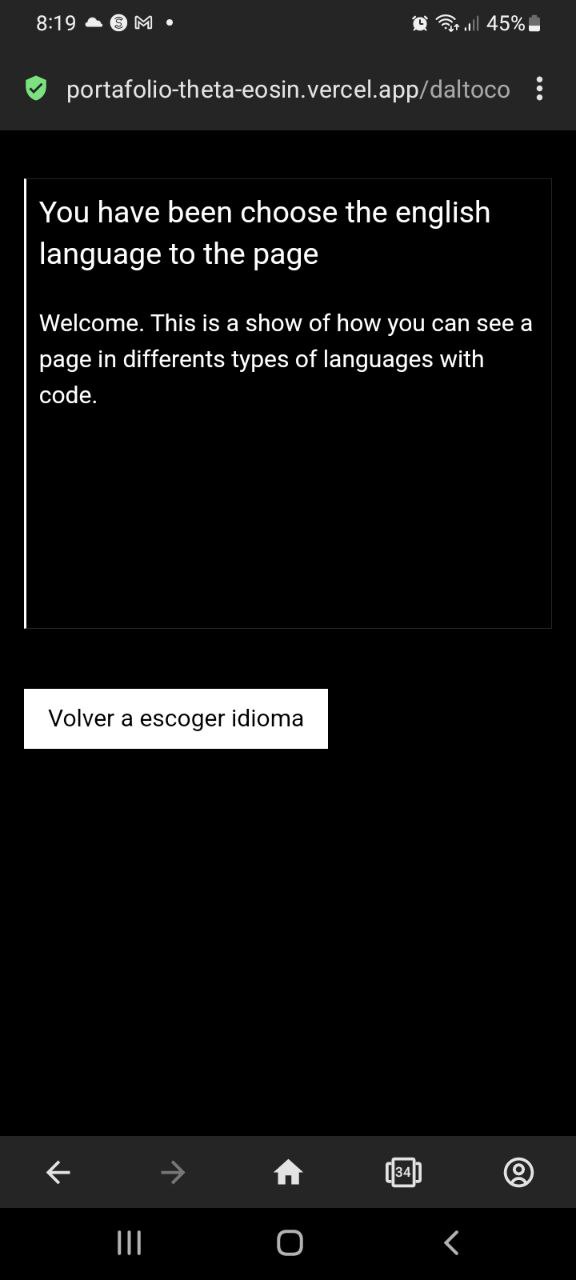 8:19
45%
portafolio-theta-eosin.vercel.app/daltoco
You have been choose the english
language to the page
Welcome. This is a show of how you can see a
page in differents types of languages with
code.
Volver a escoger idioma
34